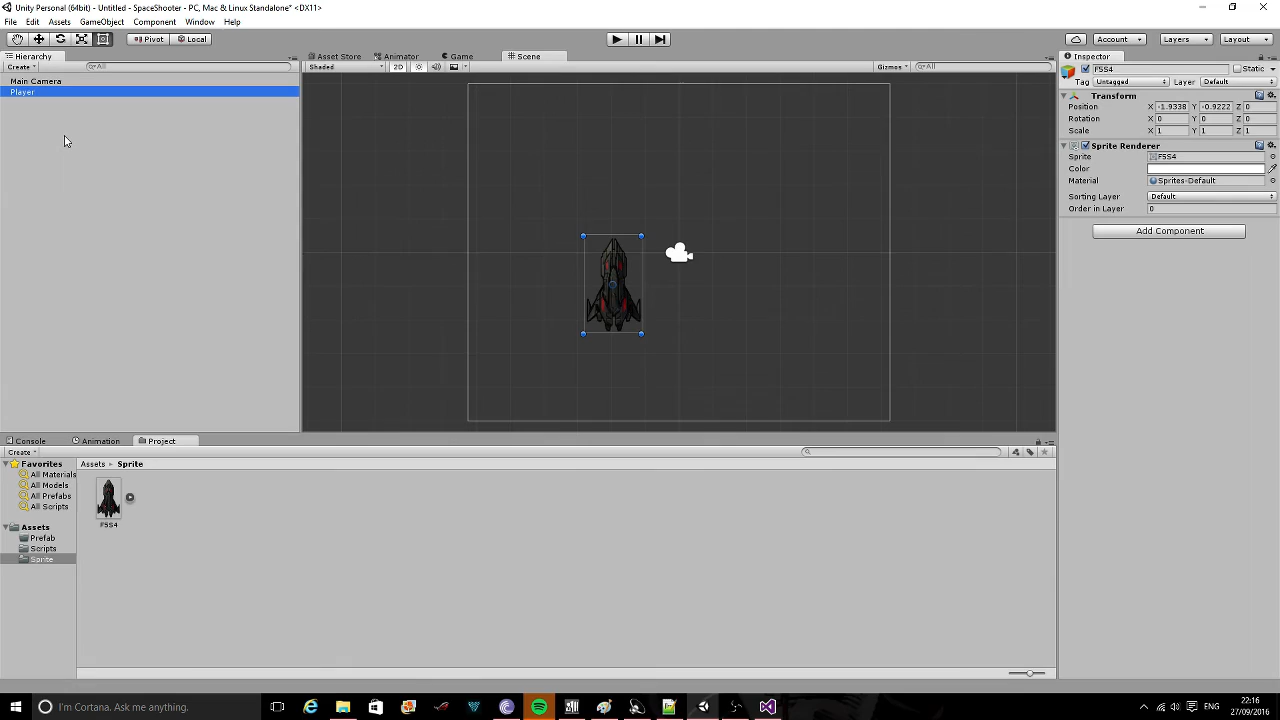 Unity Personal (64bit) - Untitled - SpaceShooter - PC, Mac & Linux Standalone* <DX11>
File Edit Assets GameObject Component Window Help
Pivot Local Account Layers Layout
Hierarchy Asset Store Animator Game Scene Inspector
Create All Shaded 2D Gizmos All FSS4 Static
Tag Untagged Layer Default
Main Camera
Player
Transform
Position X -1.9338 Y -0.9222 Z 0
Rotation X 0 Y 0 Z 0
Scale X 1 Y 1 Z 1
Sprite Renderer
Sprite FSS4
Color
Material Sprites-Default
Sorting Layer Default
Order in Layer 0
Add Component
Console Animation Project
Create
Favorites Assets Sprite
All Materials
All Models
All Prefabs
All Scripts
Assets
Prefab
Scripts
Sprite
FSS4
I'm Cortana. Ask me anything. ENG 22:16
27/09/2016